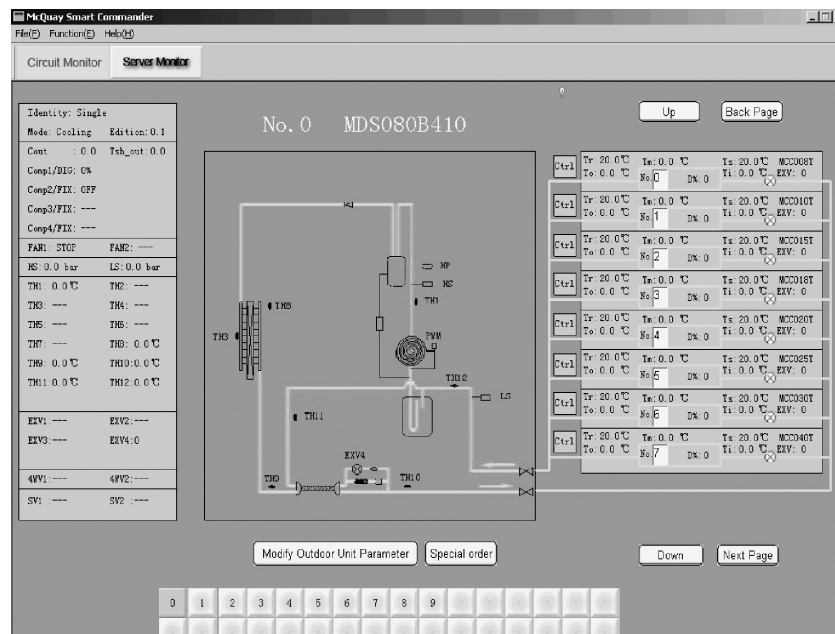 McQuay Smart Commander
File(F) Function(E) Help(H)
Circuit Monitor Server Monitor
Identity: Single
Mode: Cooling Edition: 0.1
Cout : 0.0 Tsh_out: 0.0
Comp1/DIG: 0%
Comp2/FIX: OFF
Comp3/FIX: ---
Comp4/FIX: ---
FAN1: STOP FAN2: ---
HS: 0.0 bar LS: 0.0 bar
TH1: 0.0℃ TH2: ---
TH3: --- TH4: ---
TH5: --- TH6: ---
TH7: --- TH8: 0.0℃
TH9: 0.0℃ TH10:0.0℃
TH11:0.0℃ TH12:0.0℃
EXV1:--- EXV2:---
EXV3:--- EXV4:0
4WV1:--- 4WV2:---
SV1 :--- SV2 :---
No. 0 MDS080B410
HP
HS
TH8
TH1
TH3
PWM
TH12
LS
TH11
EXV4
TH9
TH10
Modify Outdoor Unit Parameter Special order
Up Back Page
Ctrl Tr: 20.0℃ Tm: 0.0 ℃ Ts: 20.0℃ MCC008T
To: 0.0 ℃ No. 0 D%: 0 Ti: 0.0 ℃ EXV: 0
Ctrl Tr: 20.0℃ Tm: 0.0 ℃ Ts: 20.0℃ MCC010T
To: 0.0 ℃ No. 1 D%: 0 Ti: 0.0 ℃ EXV: 0
Ctrl Tr: 20.0℃ Tm: 0.0 ℃ Ts: 20.0℃ MCC015T
To: 0.0 ℃ No. 2 D%: 0 Ti: 0.0 ℃ EXV: 0
Ctrl Tr: 20.0℃ Tm: 0.0 ℃ Ts: 20.0℃ MCC018T
To: 0.0 ℃ No. 3 D%: 0 Ti: 0.0 ℃ EXV: 0
Ctrl Tr: 20.0℃ Tm: 0.0 ℃ Ts: 20.0℃ MCC020T
To: 0.0 ℃ No. 4 D%: 0 Ti: 0.0 ℃ EXV: 0
Ctrl Tr: 20.0℃ Tm: 0.0 ℃ Ts: 20.0℃ MCC025T
To: 0.0 ℃ No. 5 D%: 0 Ti: 0.0 ℃ EXV: 0
Ctrl Tr: 20.0℃ Tm: 0.0 ℃ Ts: 20.0℃ MCC030T
To: 0.0 ℃ No. 6 D%: 0 Ti: 0.0 ℃ EXV: 0
Ctrl Tr: 20.0℃ Tm: 0.0 ℃ Ts: 20.0℃ MCC040T
To: 0.0 ℃ No. 7 D%: 0 Ti: 0.0 ℃ EXV: 0
Down Next Page
0 1 2 3 4 5 6 7 8 9